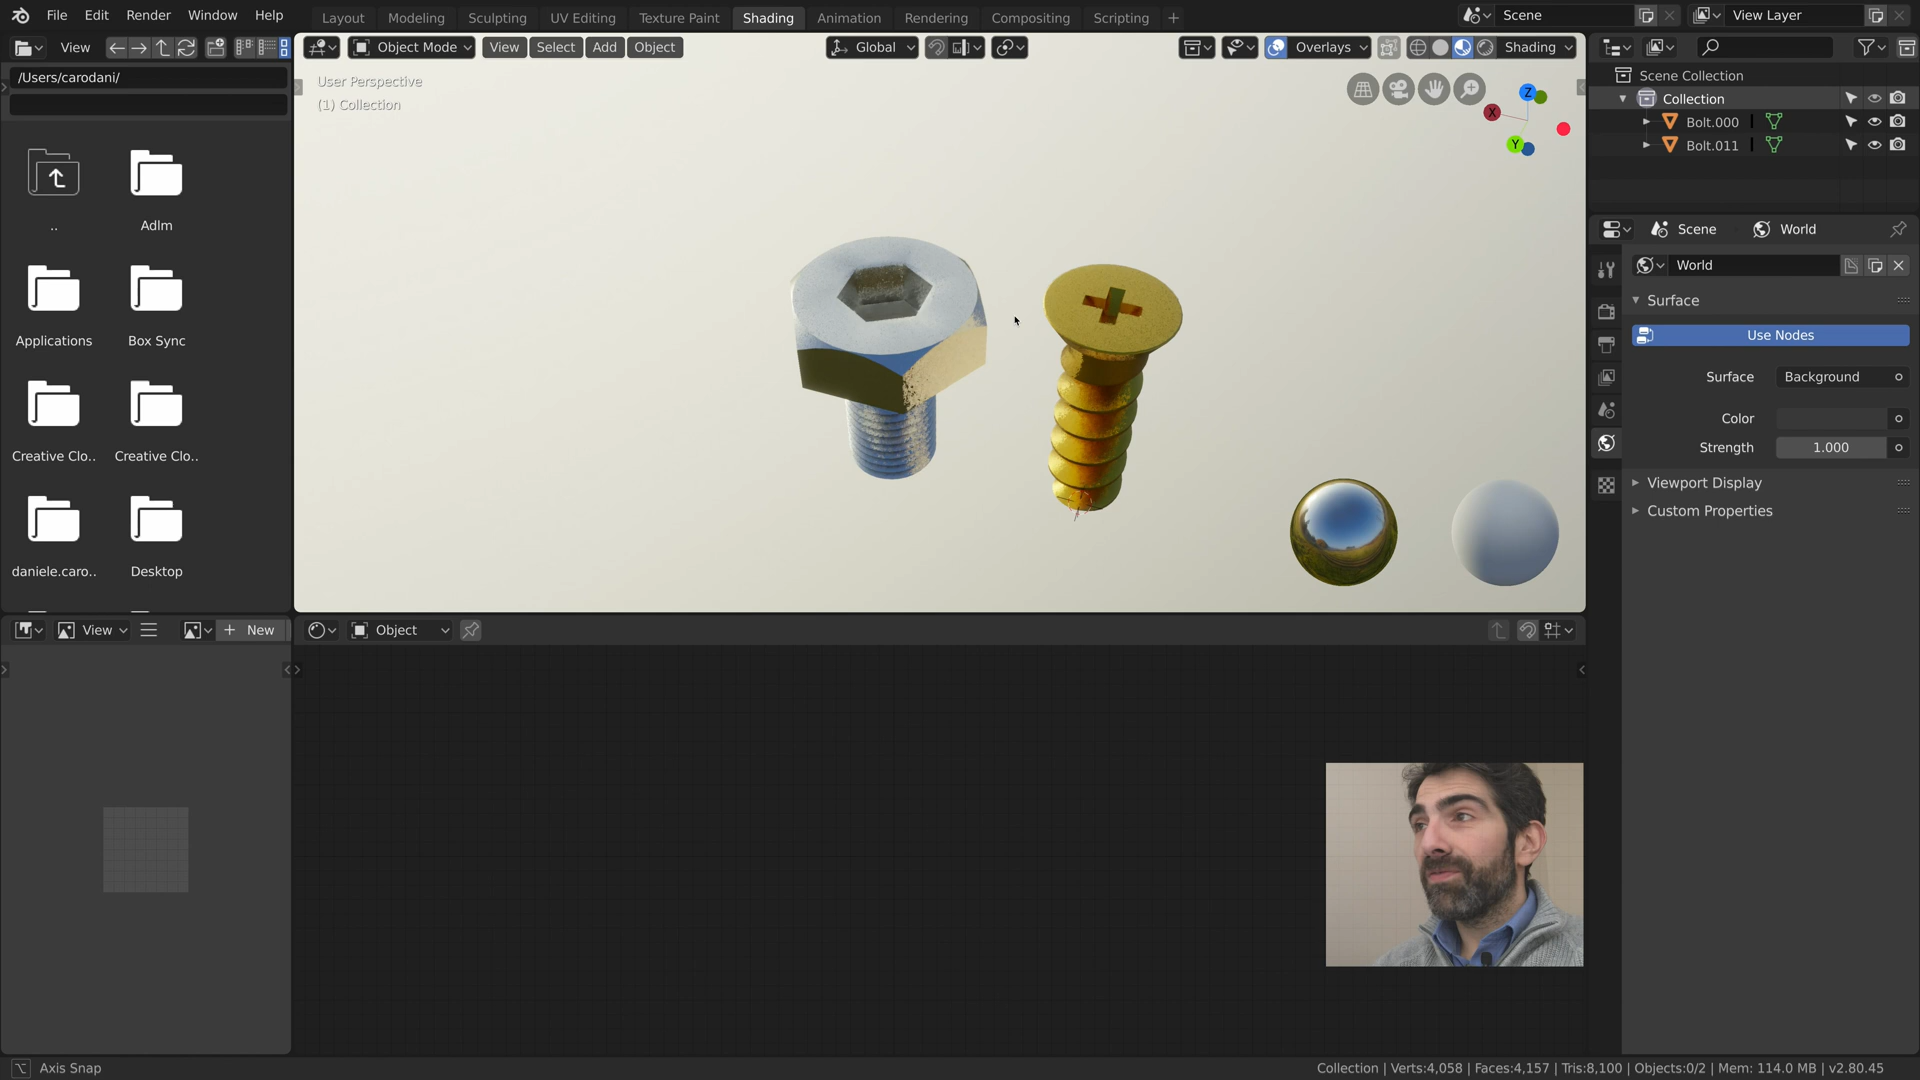 File Edit Render Window Help
Layout Modeling Sculpting UV Editing Texture Paint Shading Animation Rendering Compositing Scripting +
Scene
View Layer
View
/Users/carodani/
..
Adlm
Applications
Box Sync
Creative Clo..
Creative Clo..
daniele.caro..
Desktop
Object Mode View Select Add Object
Global
Overlays
Shading
User Perspective
(1) Collection
Z
X
Y
Scene Collection
Collection
Bolt.000
Bolt.011
Scene World
World
Surface
Use Nodes
Surface Background
Color
Strength 1.000
Viewport Display
Custom Properties
View
+ New
Object
Axis Snap
Collection | Verts:4,058 | Faces:4,157 | Tris:8,100 | Objects:0/2 | Mem: 114.0 MB | v2.80.45